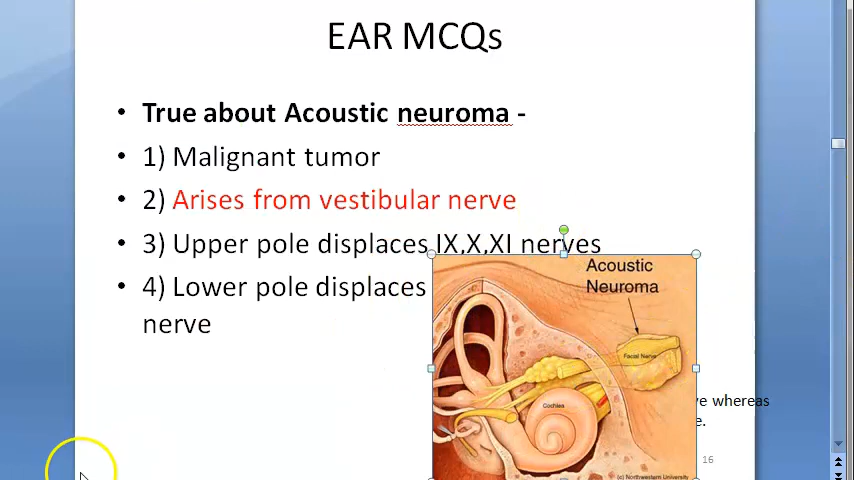 EAR MCQs
• True about Acoustic neuroma -
• 1) Malignant tumor
• 2) Arises from vestibular nerve
• 3) Upper pole displaces IX,X,XI nerves
• 4) Lower pole displaces
nerve
Acoustic
Neuroma
Facial Nerve
Cochlea
whereas
16
(c) Northwestern University